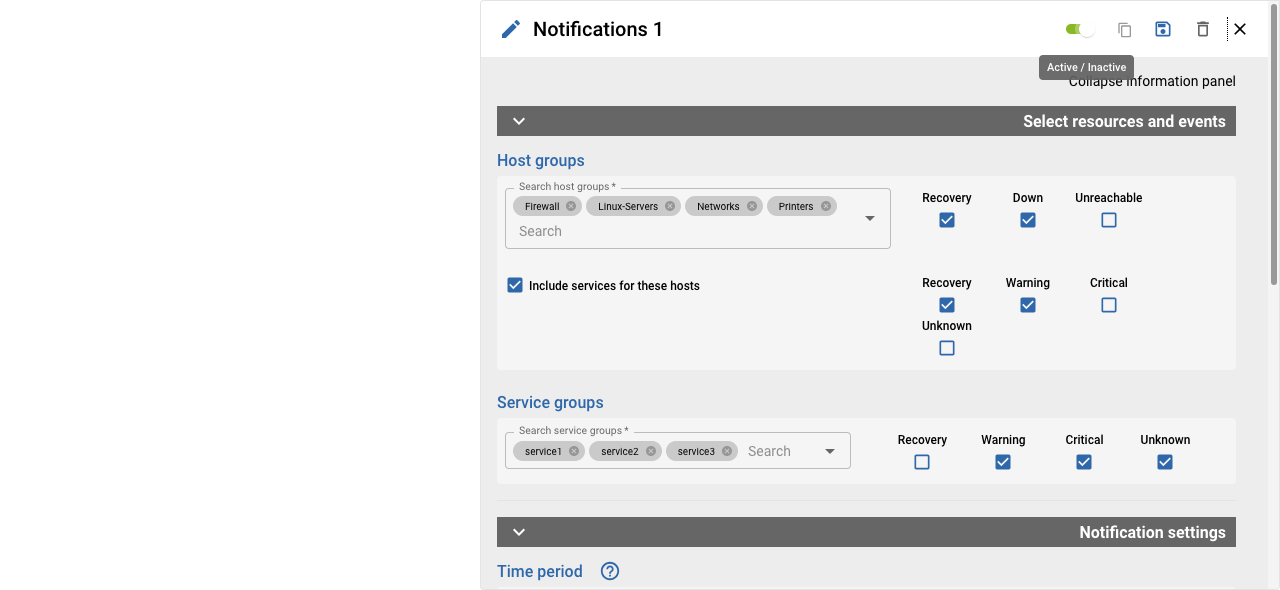 Notifications 1
Active / Inactive
Collapse information panel
Select resources and events
Host groups
Search host groups *
Firewall Linux-Servers Networks Printers
Search
Recovery Down Unreachable
Include services for these hosts
Recovery Warning Critical
Unknown
Service groups
Search service groups *
service1 service2 service3 Search
Recovery Warning Critical Unknown
Notification settings
Time period